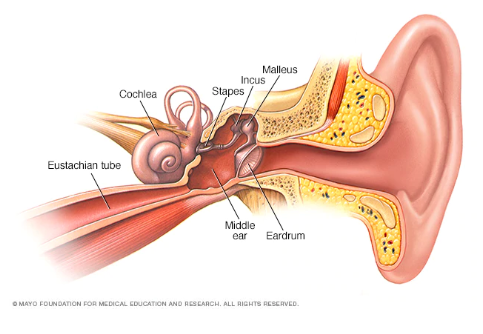 Malleus
Incus
Stapes
Cochlea
Eustachian tube
Middle
ear
Eardrum
© MAYO FOUNDATION FOR MEDICAL EDUCATION AND RESEARCH. ALL RIGHTS RESERVED.